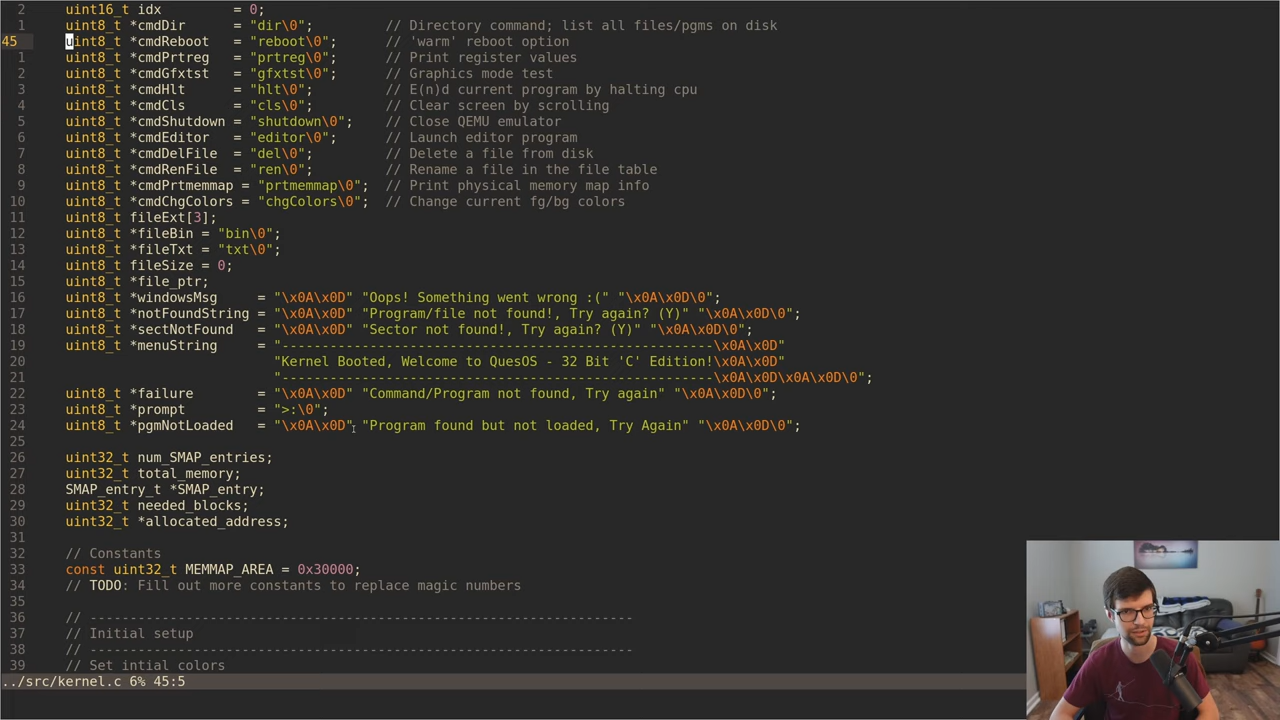 2 uint16_t idx = 0;
1 uint8_t *cmdDir = "dir\0"; // Directory command; list all files/pgms on disk
45 uint8_t *cmdReboot = "reboot\0"; // 'warm' reboot option
1 uint8_t *cmdPrtreg = "prtreg\0"; // Print register values
2 uint8_t *cmdGfxtst = "gfxtst\0"; // Graphics mode test
3 uint8_t *cmdHlt = "hlt\0"; // E(n)d current program by halting cpu
4 uint8_t *cmdCls = "cls\0"; // Clear screen by scrolling
5 uint8_t *cmdShutdown = "shutdown\0"; // Close QEMU emulator
6 uint8_t *cmdEditor = "editor\0"; // Launch editor program
7 uint8_t *cmdDelFile = "del\0"; // Delete a file from disk
8 uint8_t *cmdRenFile = "ren\0"; // Rename a file in the file table
9 uint8_t *cmdPrtmemmap = "prtmemmap\0"; // Print physical memory map info
10 uint8_t *cmdChgColors = "chgColors\0"; // Change current fg/bg colors
11 uint8_t fileExt[3];
12 uint8_t *fileBin = "bin\0";
13 uint8_t *fileTxt = "txt\0";
14 uint8_t fileSize = 0;
15 uint8_t *file_ptr;
16 uint8_t *windowsMsg = "\x0A\x0D" "Oops! Something went wrong :(" "\x0A\x0D\0";
17 uint8_t *notFoundString = "\x0A\x0D" "Program/file not found!, Try again? (Y)" "\x0A\x0D\0";
18 uint8_t *sectNotFound = "\x0A\x0D" "Sector not found!, Try again? (Y)" "\x0A\x0D\0";
19 uint8_t *menuString = "------------------------------------------------------\x0A\x0D"
20 "Kernel Booted, Welcome to QuesOS - 32 Bit 'C' Edition!\x0A\x0D"
21 "------------------------------------------------------\x0A\x0D\x0A\x0D\0";
22 uint8_t *failure = "\x0A\x0D" "Command/Program not found, Try again" "\x0A\x0D\0";
23 uint8_t *prompt = ">:\0";
24 uint8_t *pgmNotLoaded = "\x0A\x0D" "Program found but not loaded, Try Again" "\x0A\x0D\0";
25
26 uint32_t num_SMAP_entries;
27 uint32_t total_memory;
28 SMAP_entry_t *SMAP_entry;
29 uint32_t needed_blocks;
30 uint32_t *allocated_address;
31
32 // Constants
33 const uint32_t MEMMAP_AREA = 0x30000;
34 // TODO: Fill out more constants to replace magic numbers
35
36 // --------------------------------------------------------------------
37 // Initial setup
38 // --------------------------------------------------------------------
39 // Set intial colors
../src/kernel.c 6% 45:5